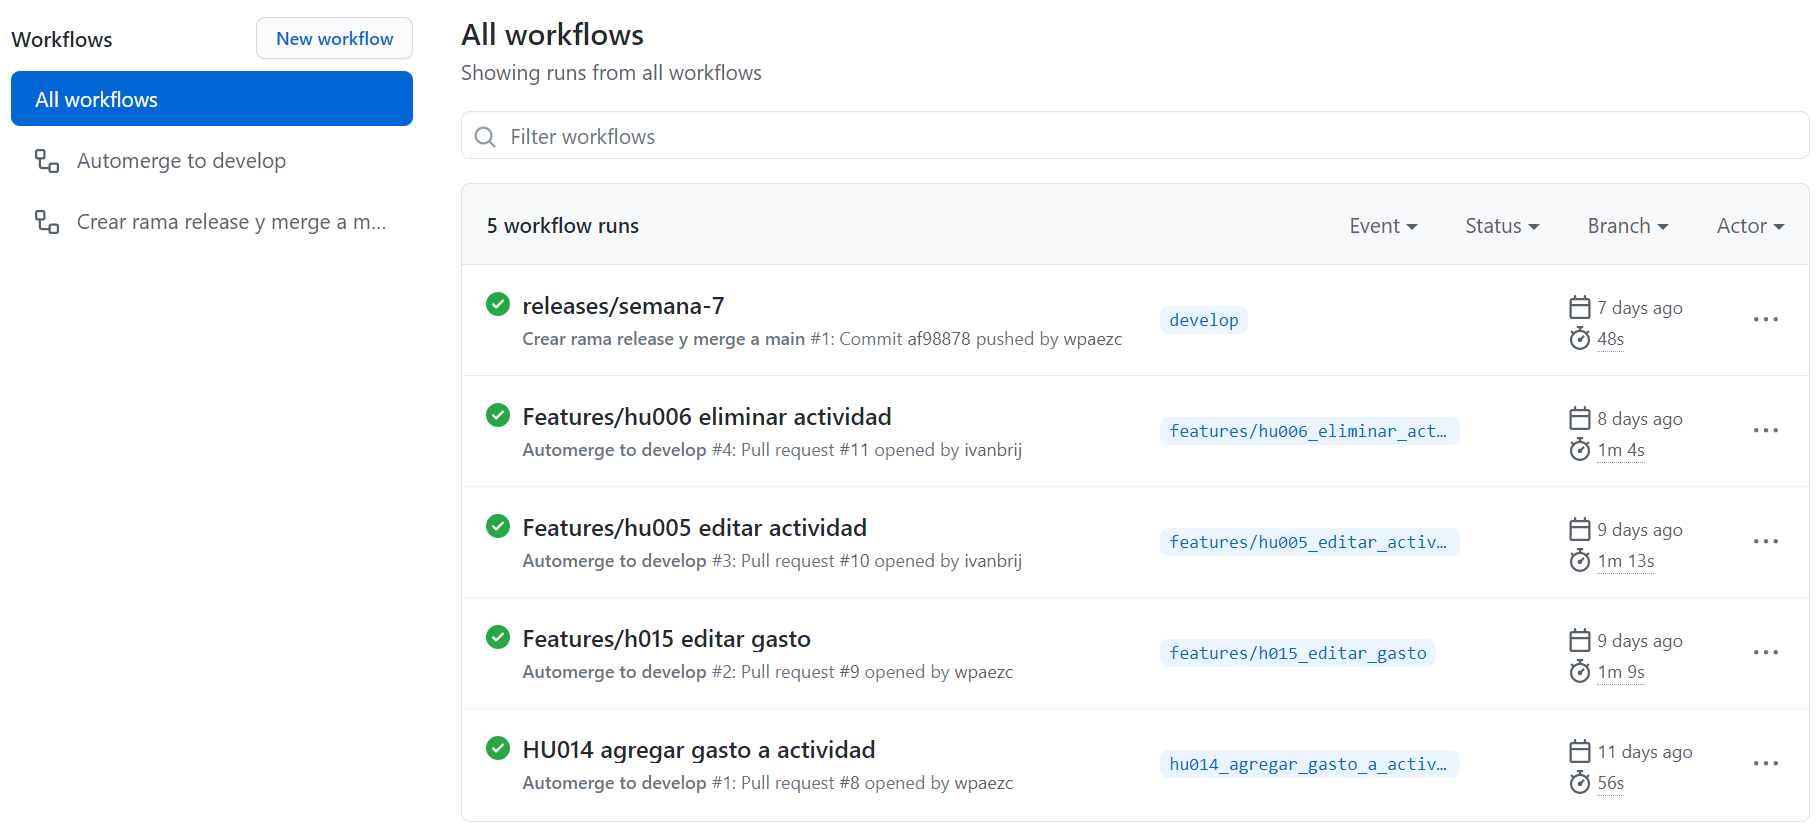 Workflows
New workflow
All workflows
Automerge to develop
Crear rama release y merge a m...
All workflows
Showing runs from all workflows
Filter workflows
5 workflow runs
Event
Status
Branch
Actor
releases/semana-7
Crear rama release y merge a main #1: Commit af98878 pushed by wpaezc
develop
7 days ago
48s
Features/hu006 eliminar actividad
Automerge to develop #4: Pull request #11 opened by ivanbrij
features/hu006_eliminar_act...
8 days ago
1m 4s
Features/hu005 editar actividad
Automerge to develop #3: Pull request #10 opened by ivanbrij
features/hu005_editar_activ...
9 days ago
1m 13s
Features/h015 editar gasto
Automerge to develop #2: Pull request #9 opened by wpaezc
features/h015_editar_gasto
9 days ago
1m 9s
HU014 agregar gasto a actividad
Automerge to develop #1: Pull request #8 opened by wpaezc
hu014_agregar_gasto_a_activ...
11 days ago
56s